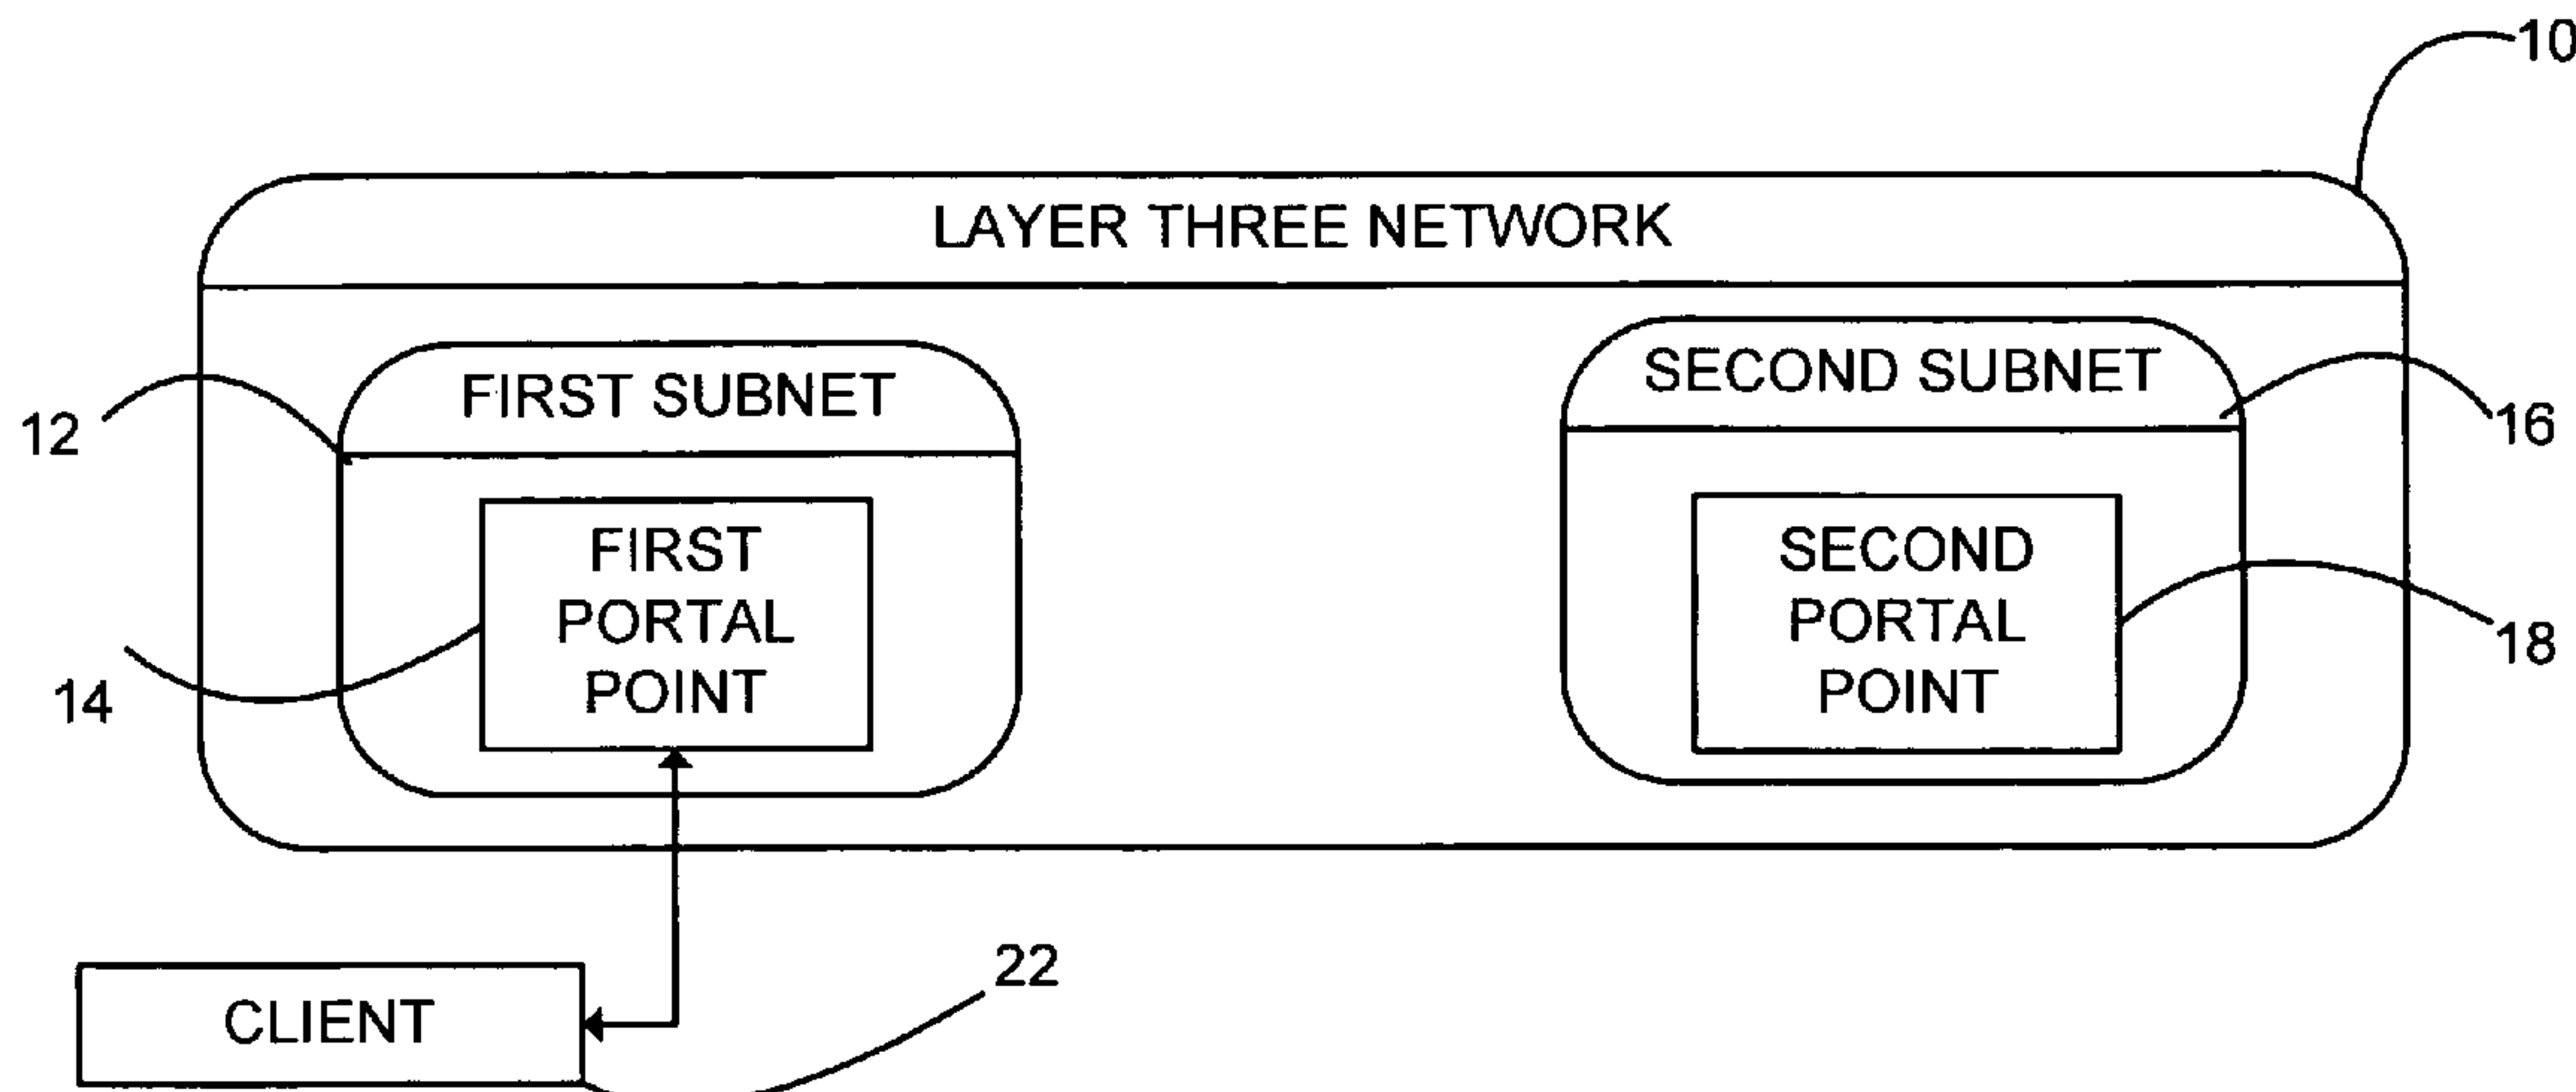 10
LAYER THREE NETWORK
FIRST SUBNET
SECOND SUBNET
12
16
FIRST
PORTAL
POINT
SECOND
PORTAL
POINT
14
18
22
CLIENT